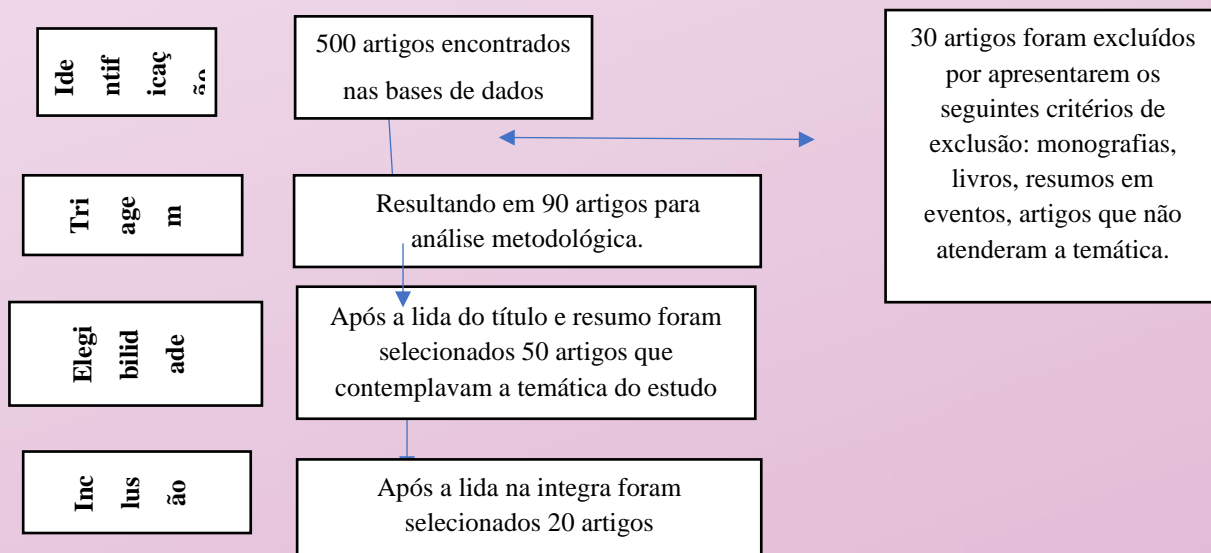 Ide
ntif
icaç
ão
500 artigos encontrados
nas bases de dados
30 artigos foram excluídos
por apresentarem os
seguintes critérios de
exclusão: monografias,
livros, resumos em
eventos, artigos que não
atenderam a temática.
Tri
age
m
Resultando em 90 artigos para
análise metodológica.
Elegi
bilid
ade
Após a lida do título e resumo foram
selecionados 50 artigos que
contemplavam a temática do estudo
Inc
lus
ão
Após a lida na integra foram
selecionados 20 artigos